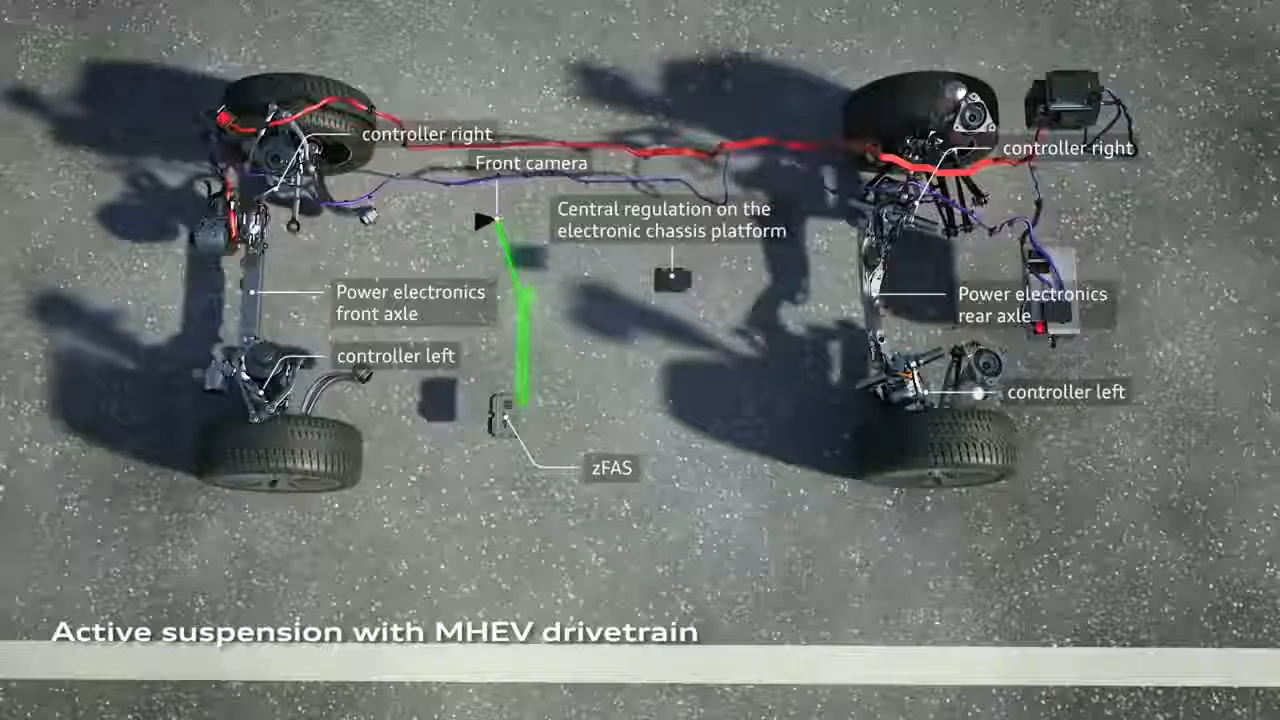 controller right
controller right
Front camera
Central regulation on the
electronic chassis platform
Power electronics
front axle
Power electronics
rear axle
controller left
controller left
zFAS
Active suspension with MHEV drivetrain